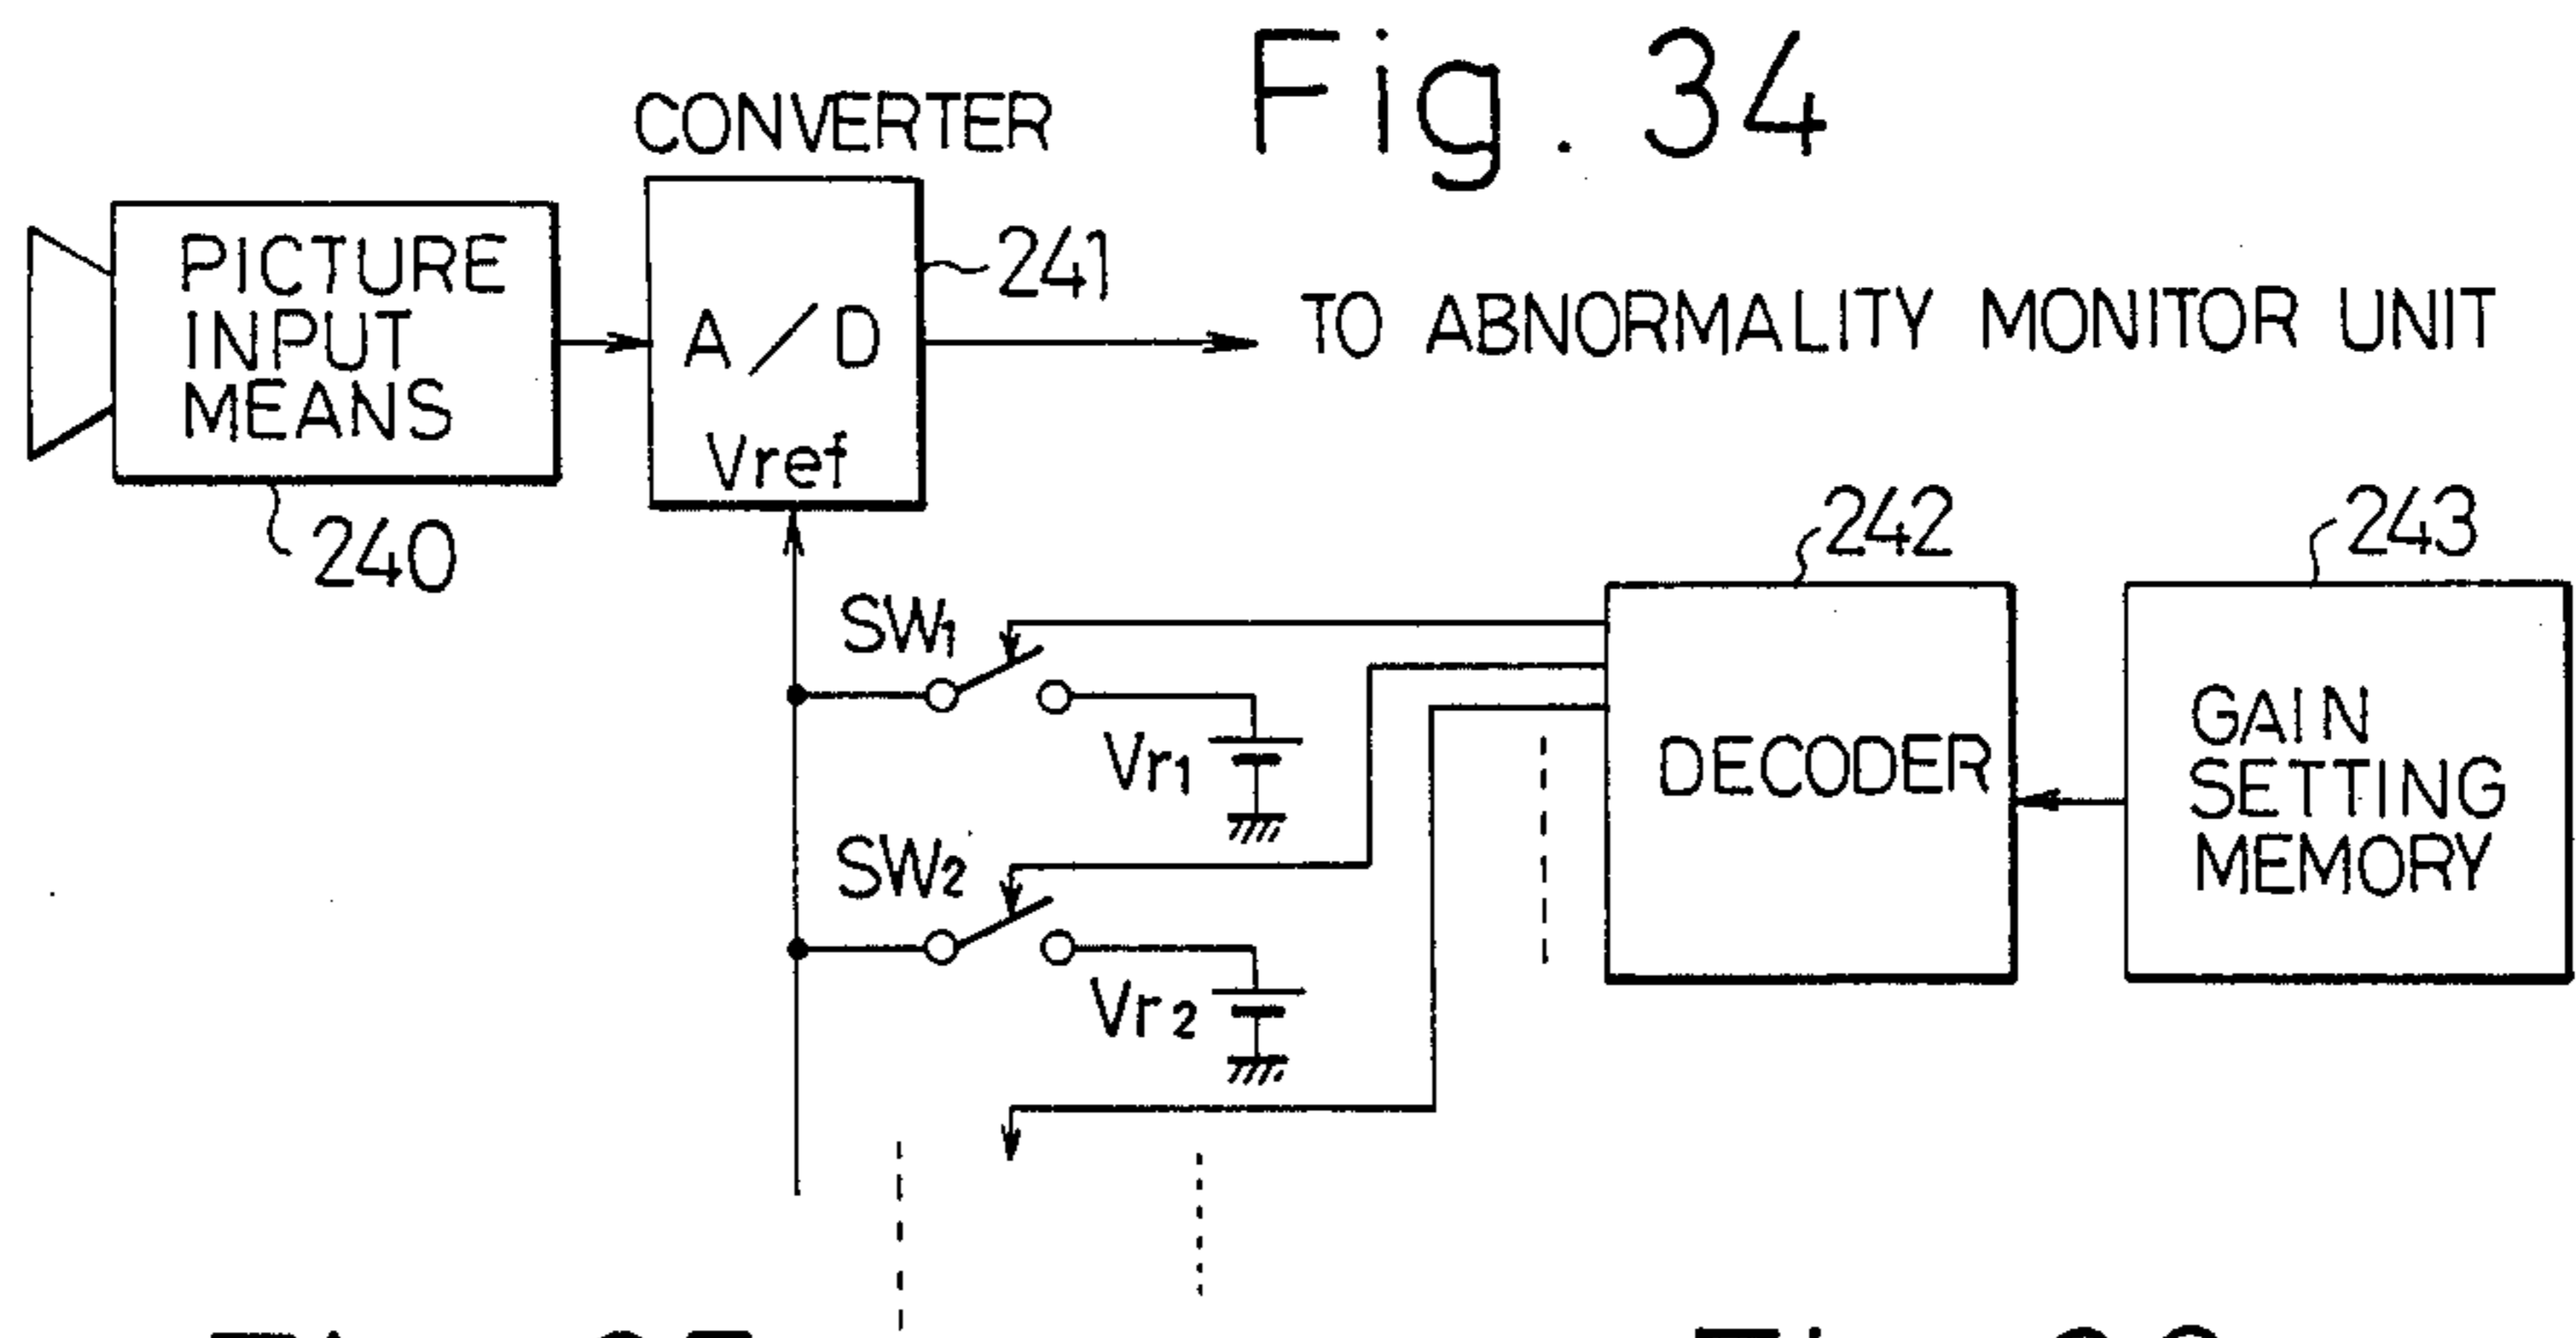 Fig. 34
CONVERTER
PICTURE
INPUT
MEANS
240
A/D
Vref
241
TO ABNORMALITY MONITOR UNIT
242
243
SW1
Vr1
DECODER
GAIN
SETTING
MEMORY
SW2
Vr2